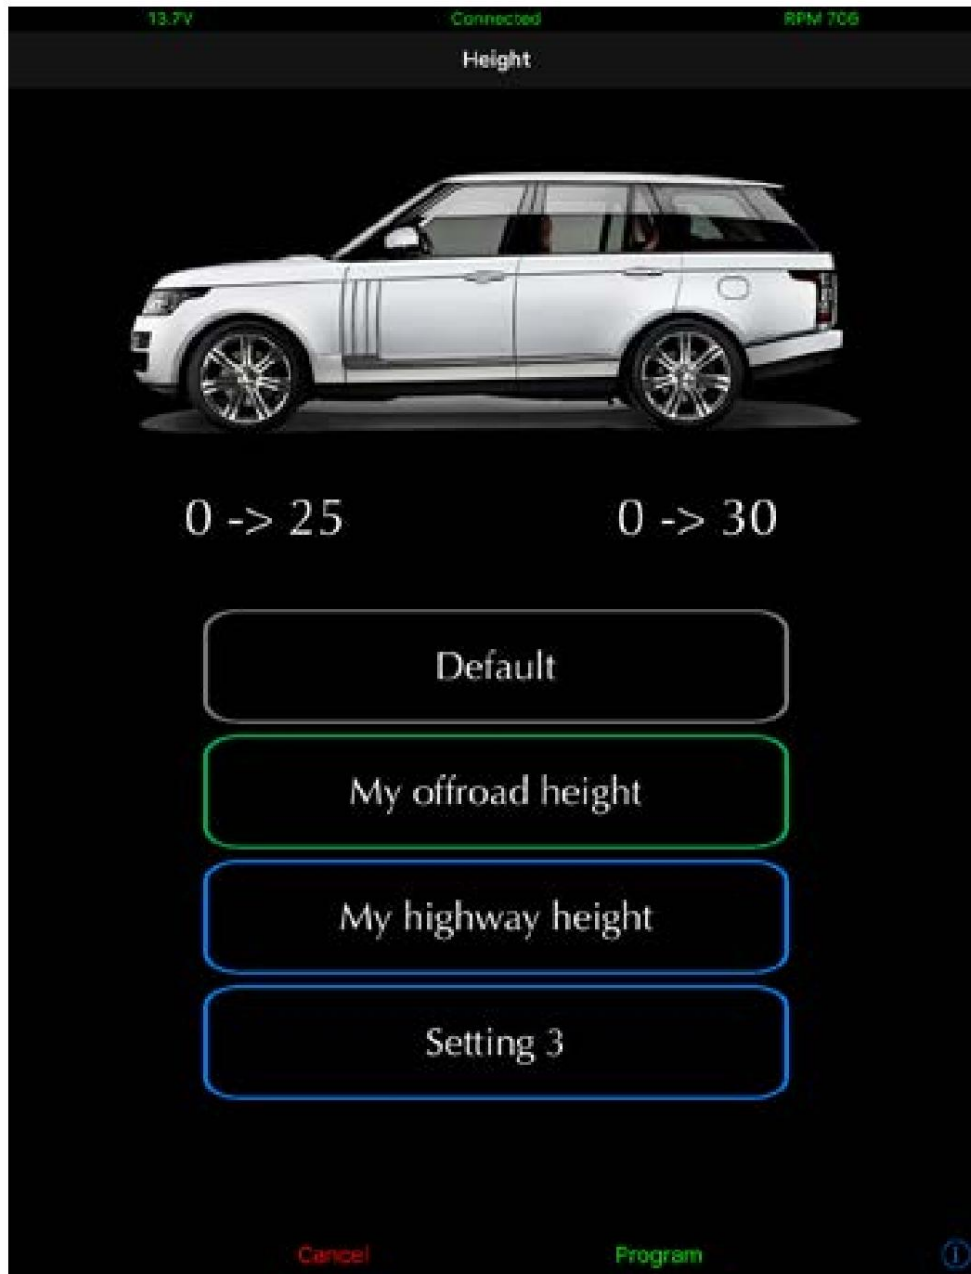 13.7V Connected RPM 706
Height
0 -> 25 0 -> 30
Default
My offroad height
My highway height
Setting 3
Cancel Program i